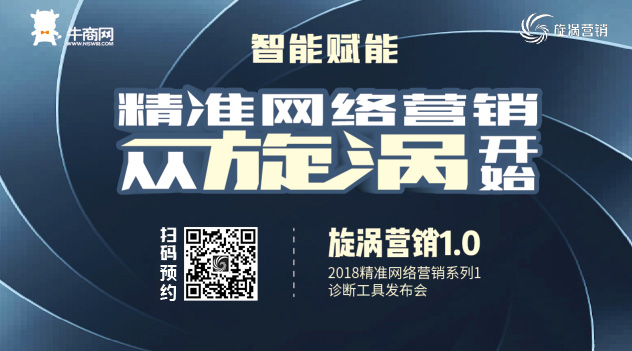 牛商网
WWW.NSW88.COM
旋涡营销
智能赋能
精准网络营销
从旋涡开始
扫码预约
旋涡营销1.0
2018精准网络营销系列1
诊断工具发布会